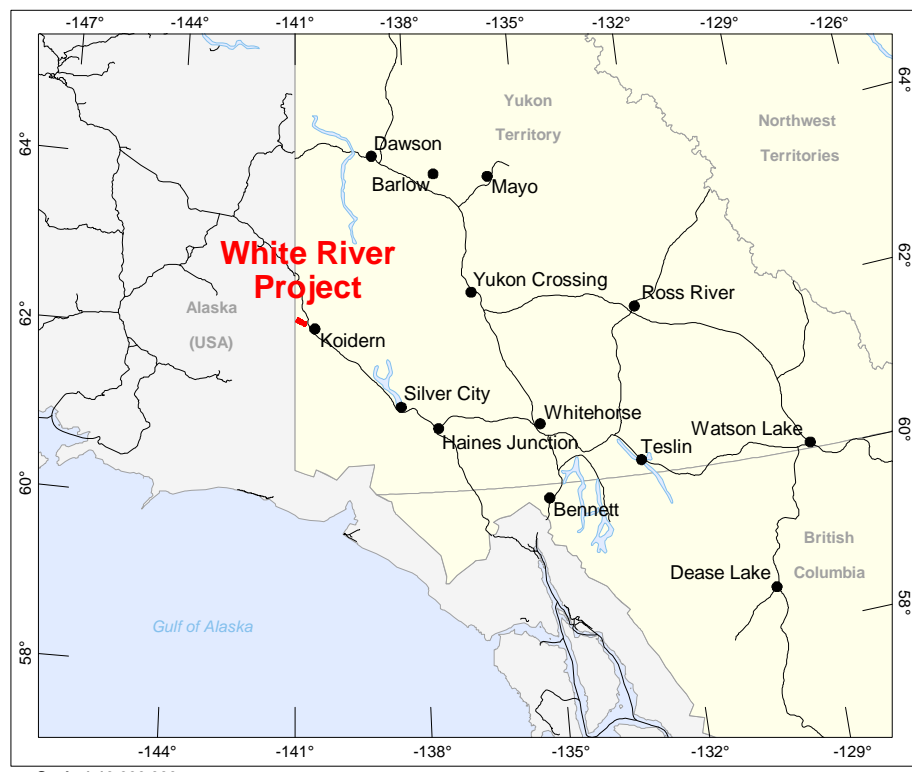 -147° -144° -141° -138° -135° -132° -129° -126°
64°
64°
62°
62°
60°
60°
58°
58°
Yukon
Territory
Northwest
Territories
Dawson
Barlow
Mayo
White River
Project
Yukon Crossing
Ross River
Alaska
(USA)
Koidern
Silver City
Whitehorse
Haines Junction
Teslin
Watson Lake
Bennett
British
Columbia
Dease Lake
Gulf of Alaska
-144° -141° -138° -135° -132° -129°